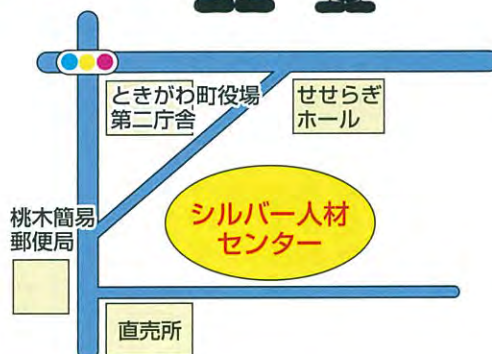 ときがわ町役場
第二庁舎
せせらぎ
ホール
桃木簡易
郵便局
シルバー人材
センター
直売所